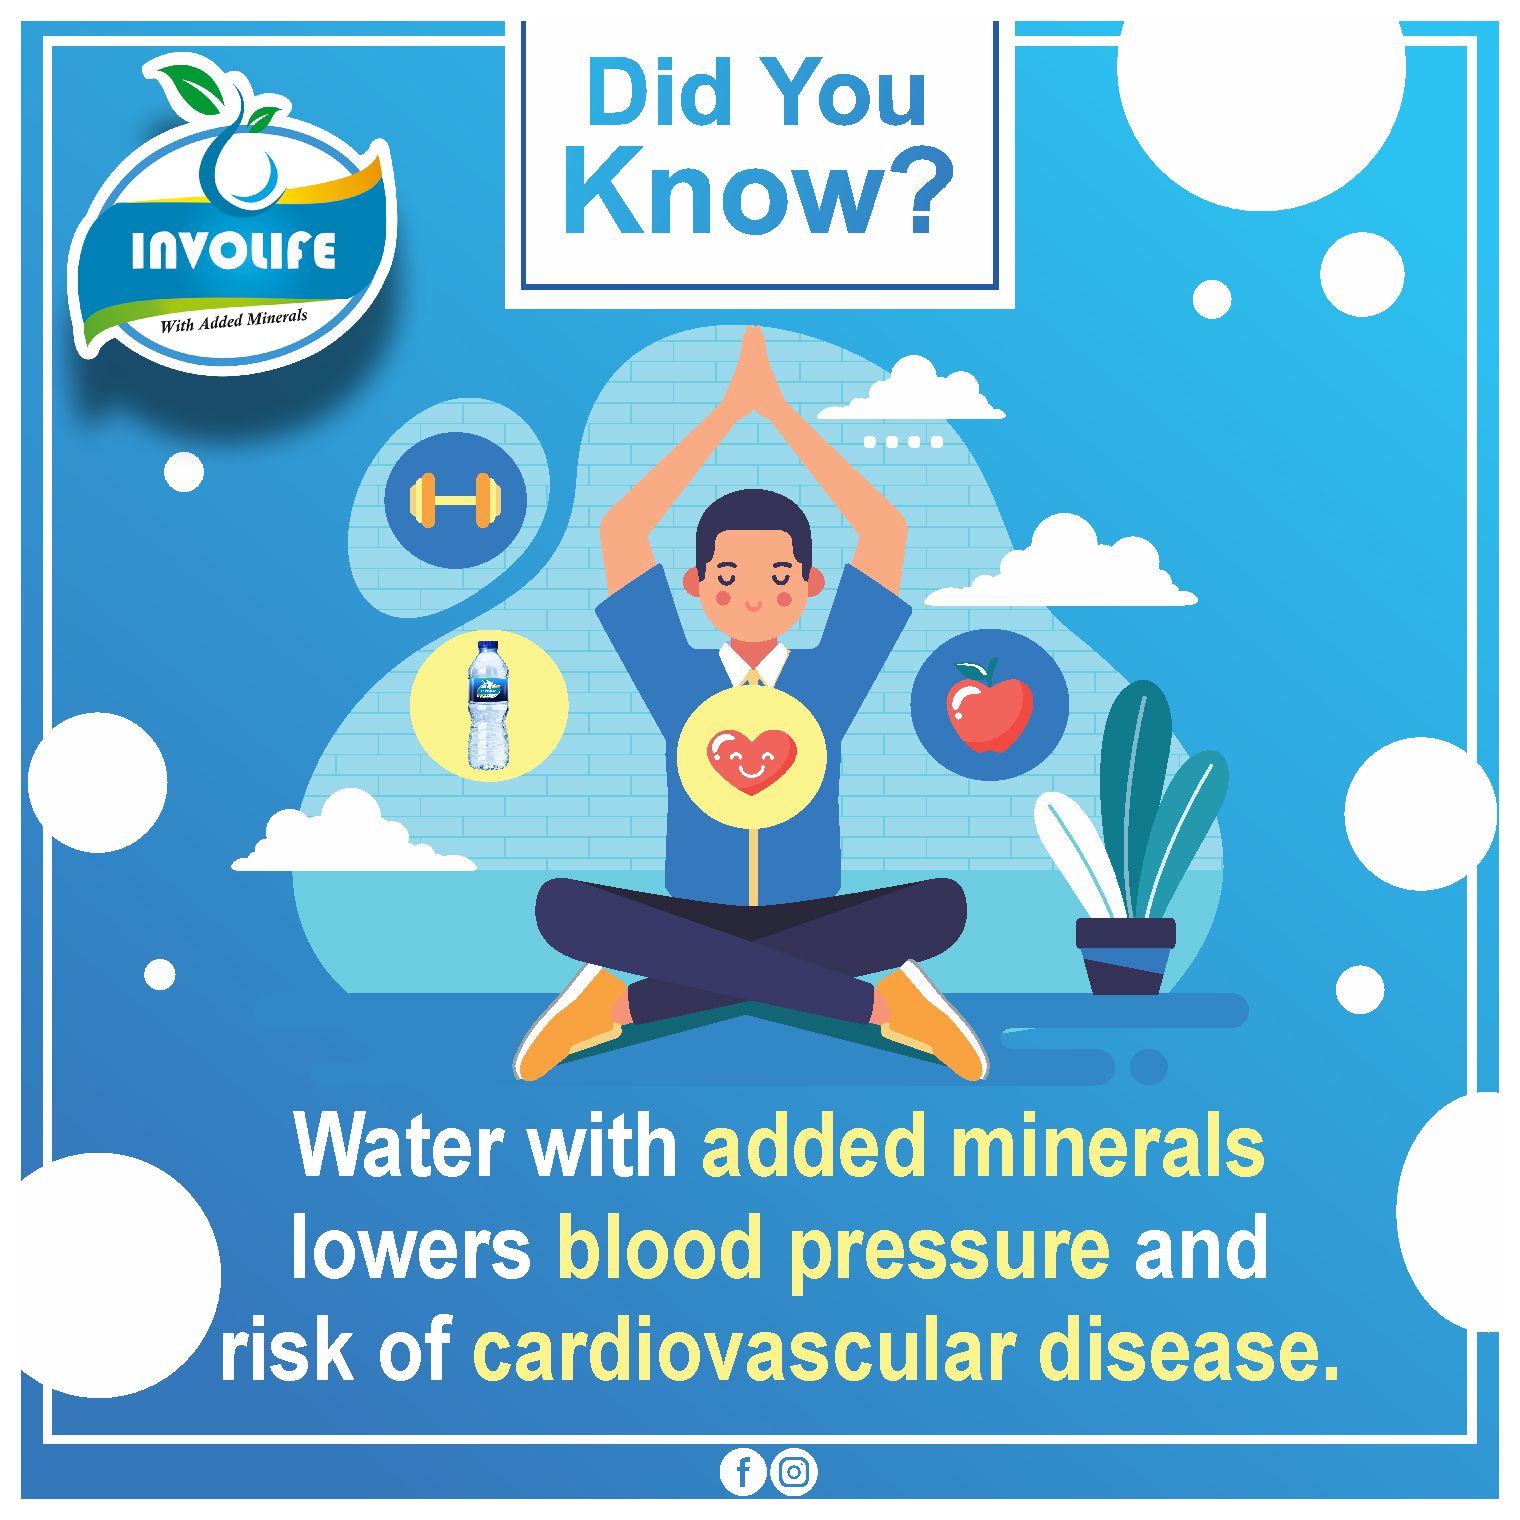 INVOLIFE
With Added Minerals
Did You
Know?
Water with added minerals
lowers blood pressure and
risk of cardiovascular disease.